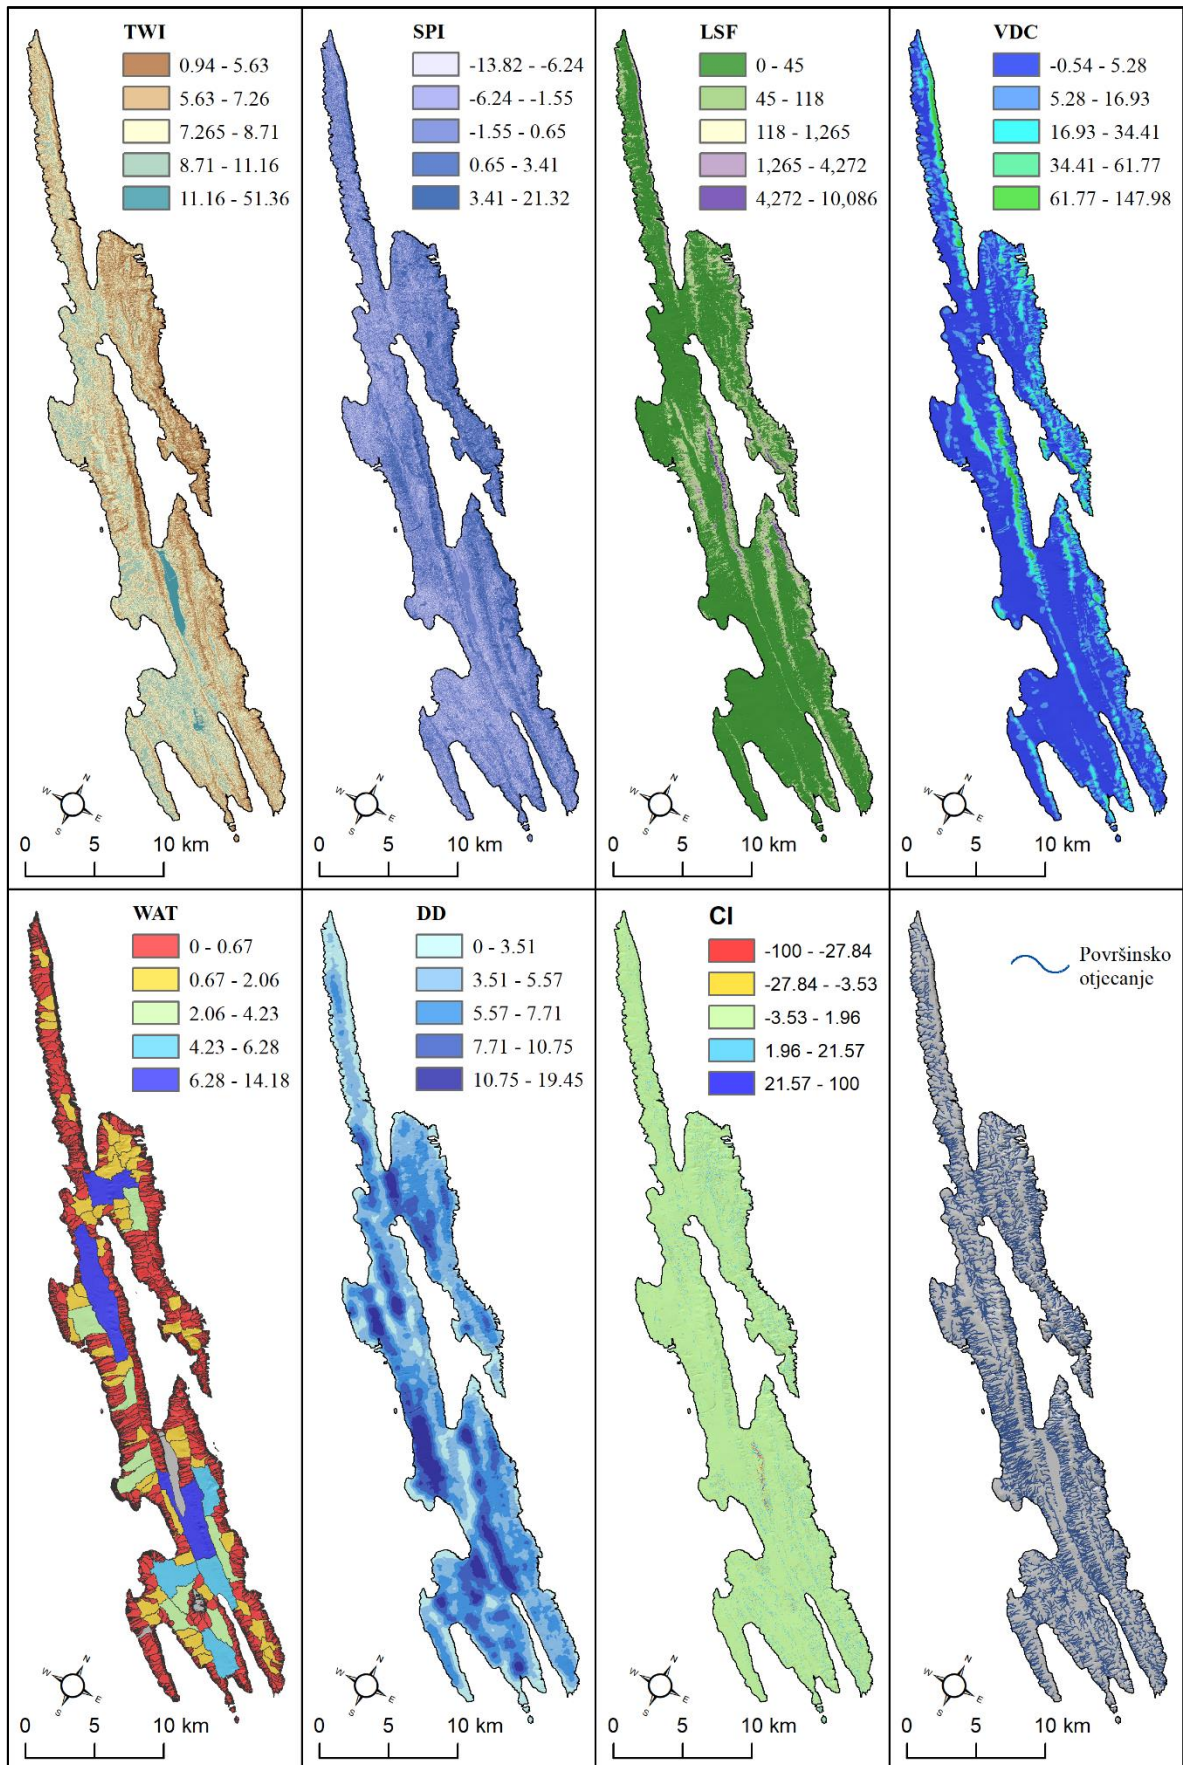 TWI
0.94 - 5.63
5.63 - 7.26
7.265 - 8.71
8.71 - 11.16
11.16 - 51.36
N
W
E
S
0 5 10 km
SPI
-13.82 - -6.24
-6.24 - -1.55
-1.55 - 0.65
0.65 - 3.41
3.41 - 21.32
N
W
E
S
0 5 10 km
LSF
0 - 45
45 - 118
118 - 1,265
1,265 - 4,272
4,272 - 10,086
N
W
E
S
0 5 10 km
VDC
-0.54 - 5.28
5.28 - 16.93
16.93 - 34.41
34.41 - 61.77
61.77 - 147.98
N
W
E
S
0 5 10 km
WAT
0 - 0.67
0.67 - 2.06
2.06 - 4.23
4.23 - 6.28
6.28 - 14.18
N
W
E
S
0 5 10 km
DD
0 - 3.51
3.51 - 5.57
5.57 - 7.71
7.71 - 10.75
10.75 - 19.45
N
W
E
S
0 5 10 km
CI
-100 - -27.84
-27.84 - -3.53
-3.53 - 1.96
1.96 - 21.57
21.57 - 100
N
W
E
S
0 5 10 km
Površinsko
otjecanje
N
W
E
S
0 5 10 km